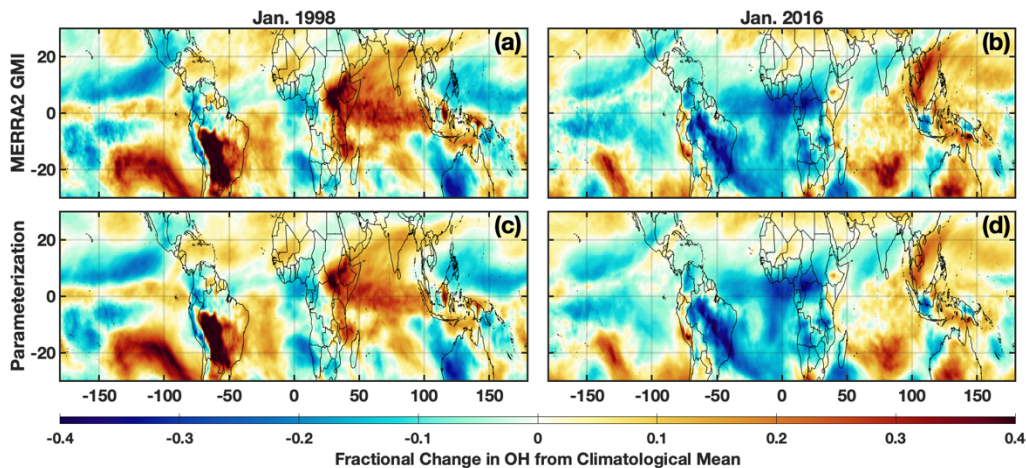 Jan. 1998
Jan. 2016
MERRA2 GMI
20
0
-20
(a)
(b)
Parameterization
20
0
-20
(c)
(d)
-150 -100 -50 0 50 100 150
-150 -100 -50 0 50 100 150
-0.4 -0.3 -0.2 -0.1 0 0.1 0.2 0.3 0.4
Fractional Change in OH from Climatological Mean